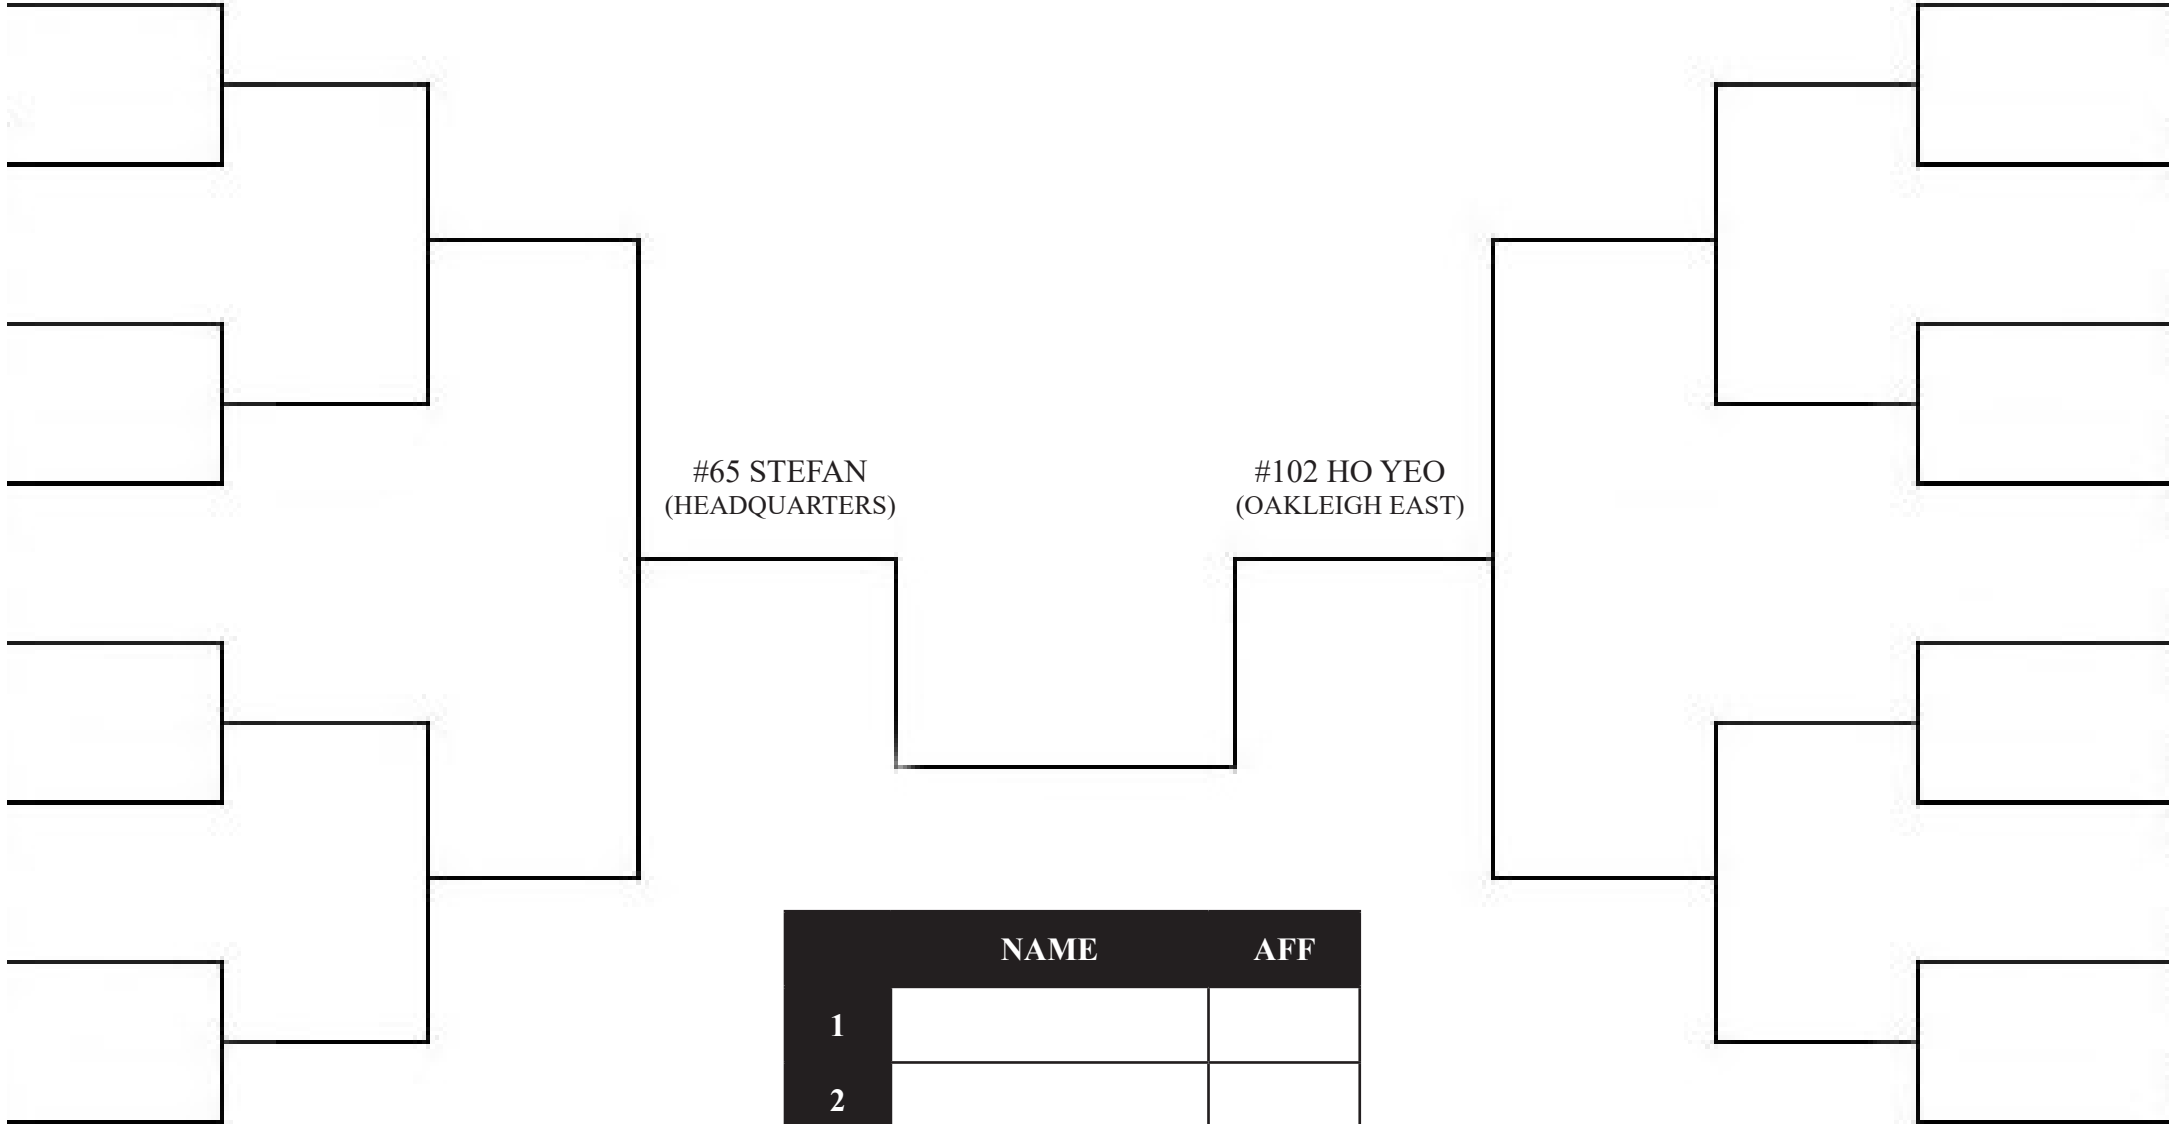 #65 STEFAN
(HEADQUARTERS)
#102 HO YEO
(OAKLEIGH EAST)
NAME AFF
1
2